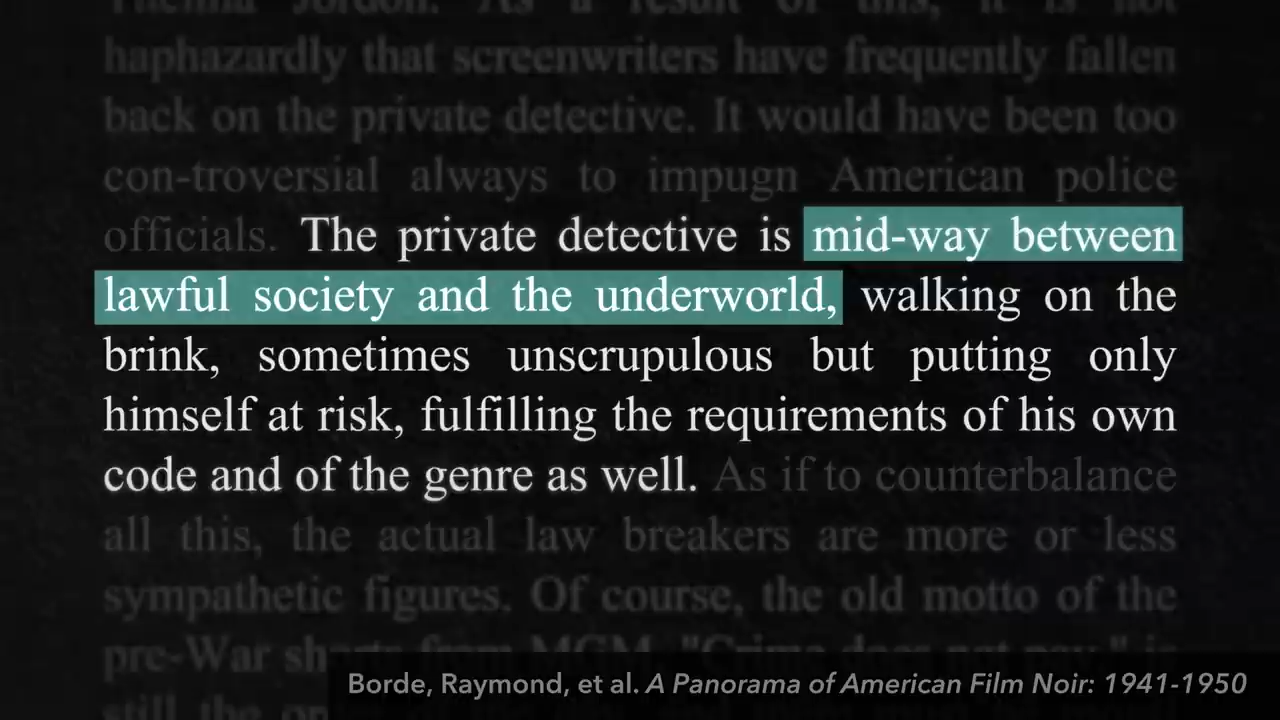 Thelma Jordon. As a result of this, it is not
haphazardly that screenwriters have frequently fallen
back on the private detective. It would have been too
con-troversial always to impugn American police
officials. The private detective is mid-way between
lawful society and the underworld, walking on the
brink, sometimes unscrupulous but putting only
himself at risk, fulfilling the requirements of his own
code and of the genre as well. As if to counterbalance
all this, the actual law breakers are more or less
sympathetic figures. Of course, the old motto of the
pre-War shorts from MGM, "Crime does not pay," is
still the
Borde, Raymond, et al. A Panorama of American Film Noir: 1941-1950